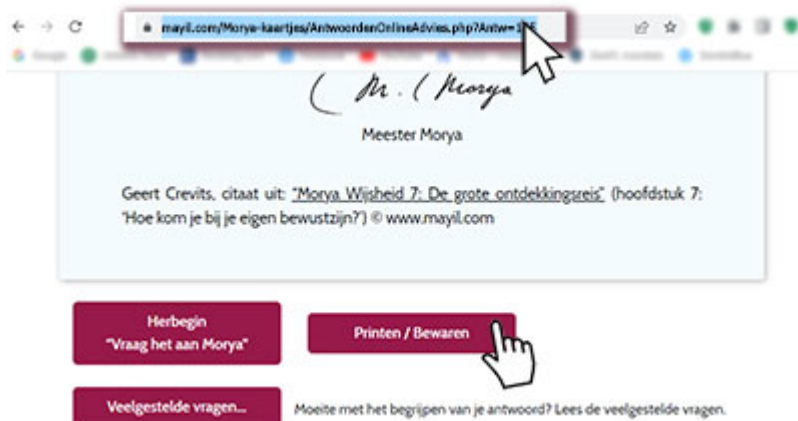 mayil.com/Morya-kaartjes/AntwoordenOnlineAdvies.php?Antw=
M. Morya
Meester Morya
Geert Crevits, citaat uit: "Morya Wijsheid 7: De grote ontdekkingsreis" (hoofdstuk 7:
'Hoe kom je bij je eigen bewustzijn?') © www.mayil.com
Herbegin
"Vraag het aan Morya"
Printen / Bewaren
Veelgestelde vragen...
Moeite met het begrijpen van je antwoord? Lees de veelgestelde vragen.